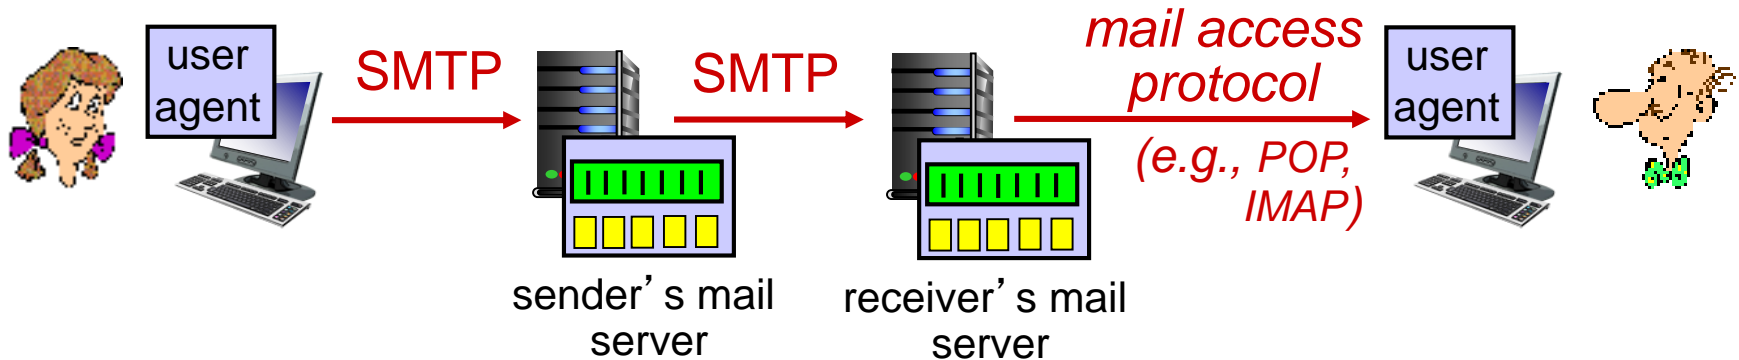 user
agent
SMTP
SMTP
mail access
protocol
(e.g., POP,
IMAP)
user
agent
sender’s mail
server
receiver’s mail
server